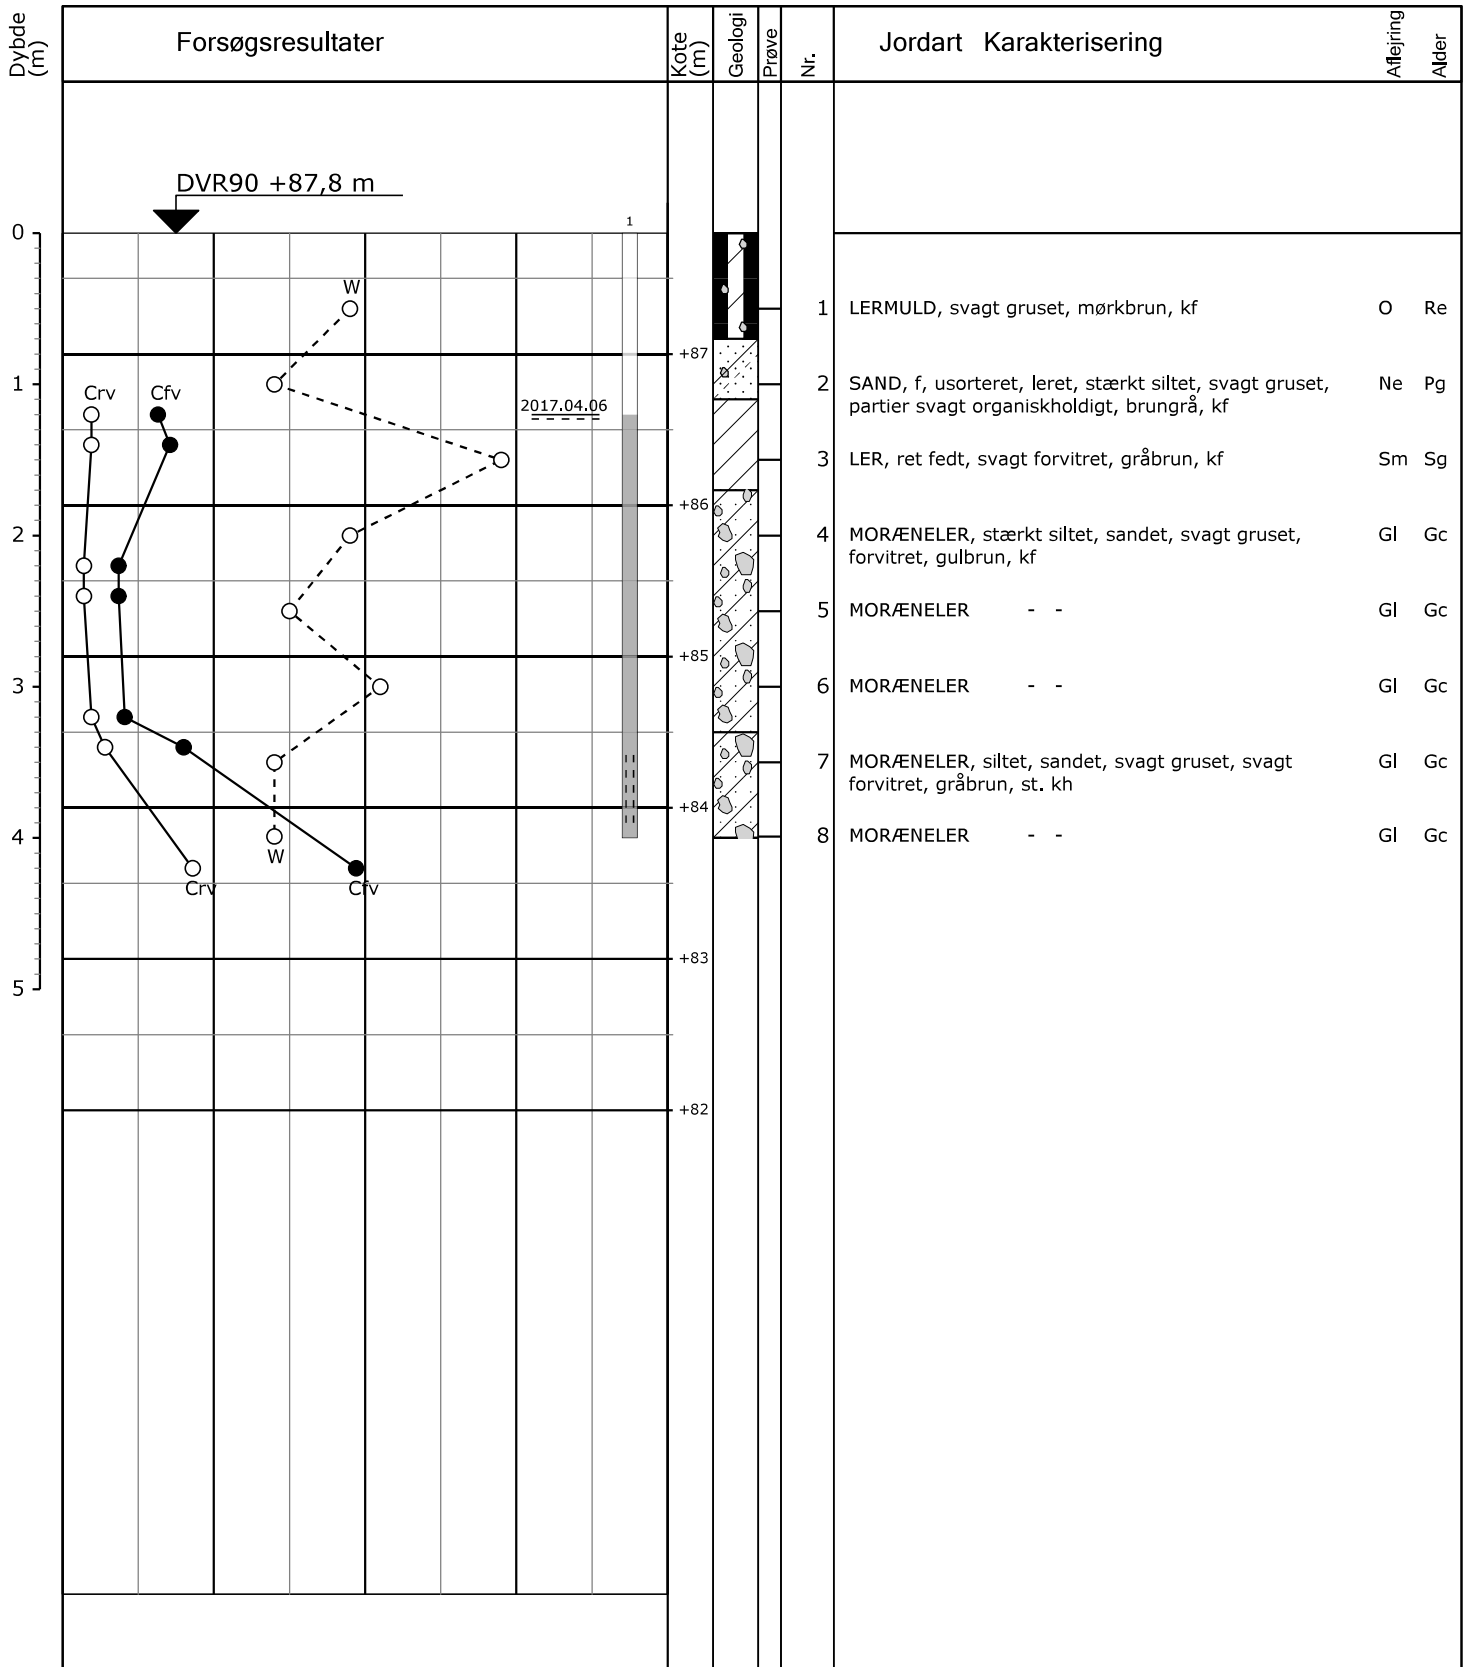 Dybde
(m)
Forsøgsresultater
Kote
(m)
Geologi
Prøve
Nr.
Jordart Karakterisering
Aflejring
Alder
DVR90 +87,8 m
1
0
W
1 LERMULD, svagt gruset, mørkbrun, kf O Re
+87
1
Crv Cfv
2 SAND, f, usorteret, leret, stærkt siltet, svagt gruset, Ne Pg
partier svagt organiskholdigt, brungrå, kf
2017.04.06
3 LER, ret fedt, svagt forvitret, gråbrun, kf Sm Sg
+86
2
4 MORÆNELER, stærkt siltet, sandet, svagt gruset, Gl Gc
forvitret, gulbrun, kf
5 MORÆNELER - - Gl Gc
+85
3
6 MORÆNELER - - Gl Gc
7 MORÆNELER, siltet, sandet, svagt gruset, svagt Gl Gc
forvitret, gråbrun, st. kh
+84
4
8 MORÆNELER - - Gl Gc
W
Crv Cfv
+83
5
+82